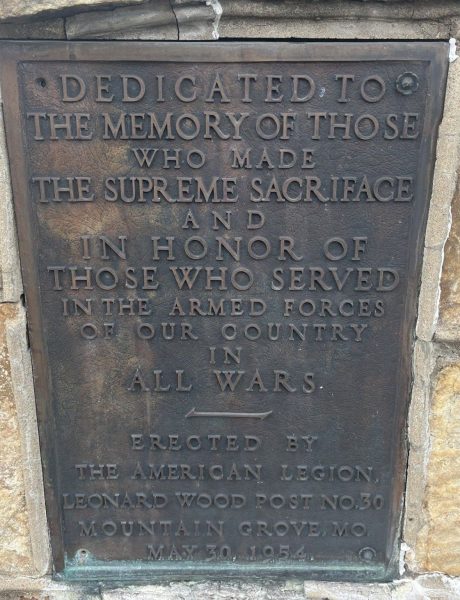 DEDICATED TO
THE MEMORY OF THOSE
WHO MADE
THE SUPREME SACRIFACE
AND
IN HONOR OF
THOSE WHO SERVED
IN THE ARMED FORCES
OF OUR COUNTRY
IN
ALL WARS
ERECTED BY
THE AMERICAN LEGION,
LEONARD WOOD POST NO. 30
MOUNTAIN GROVE, MO.
MAY 30, 1954.